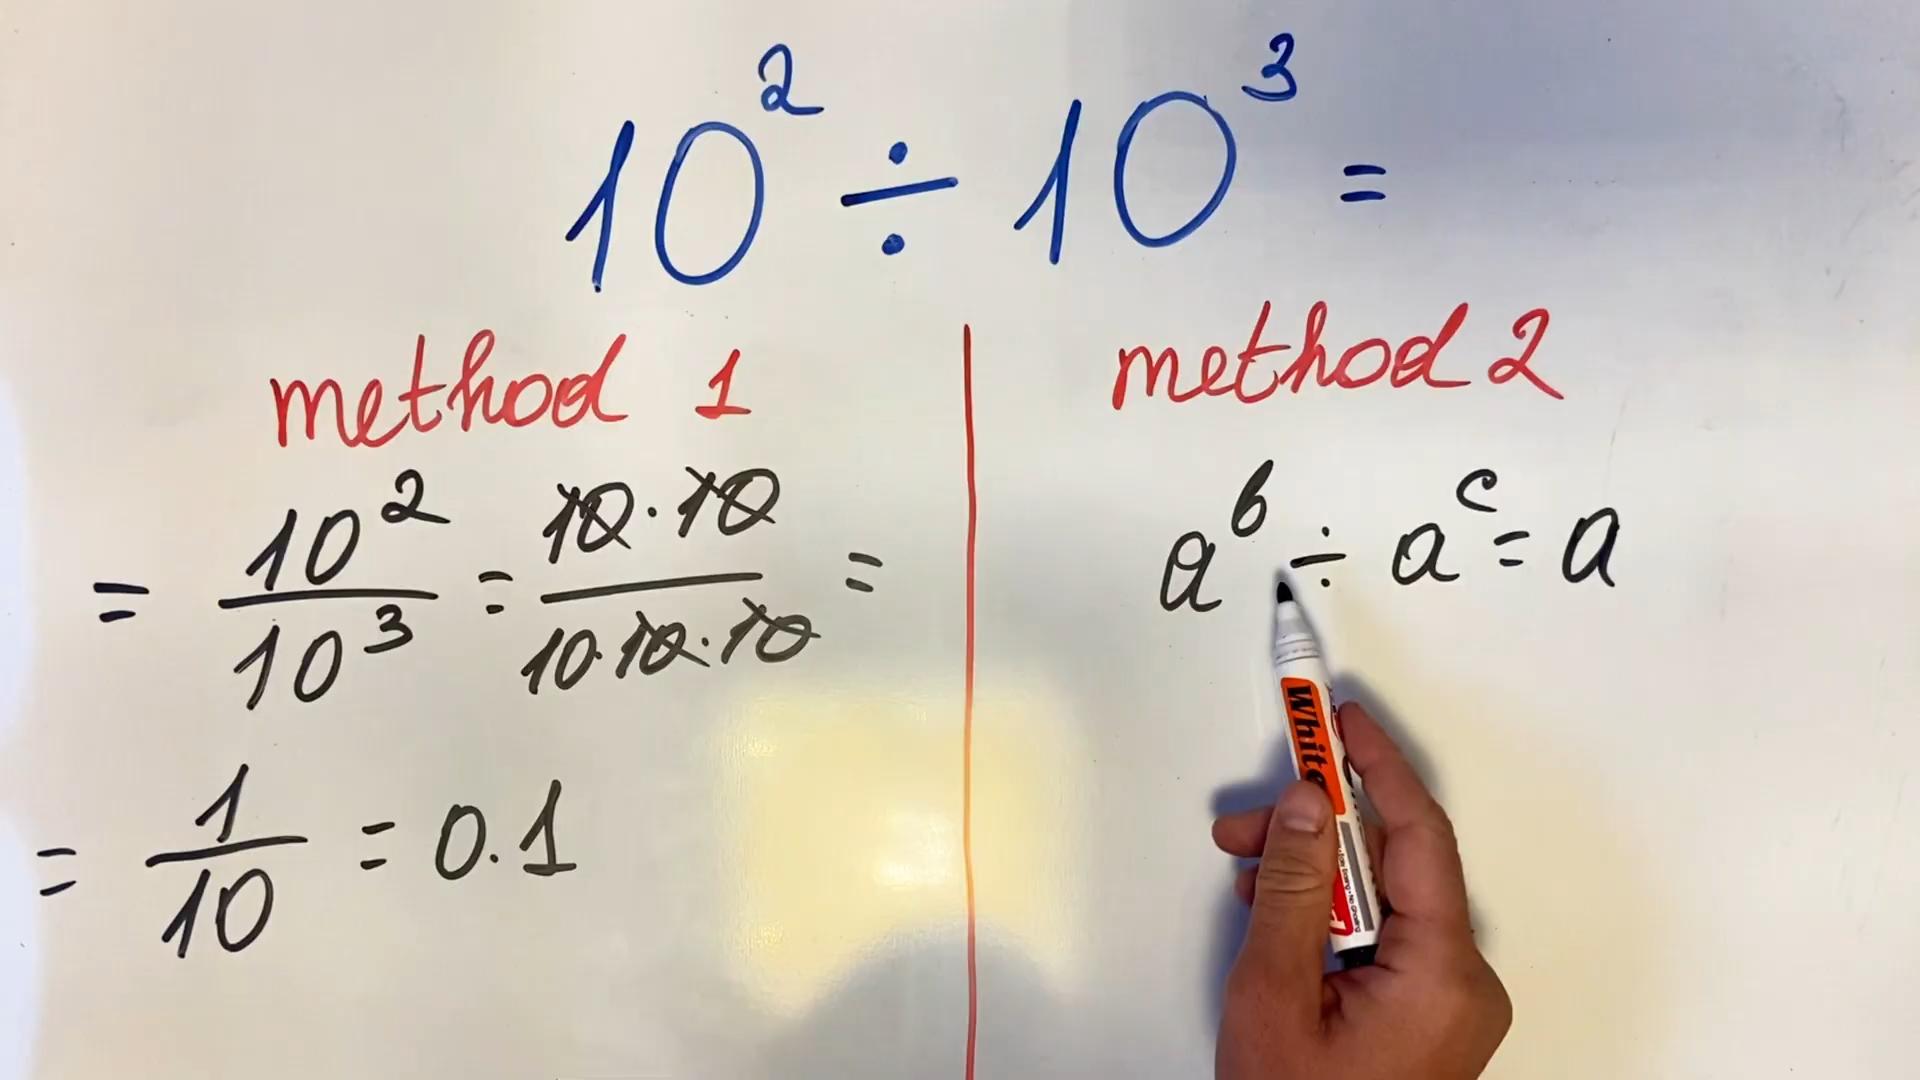 10² ÷ 10³ =
method 1
= 10²/10³ = 10·10/10·10·10 =
= 1/10 = 0.1
method 2
a^b ÷ a^c = a
White